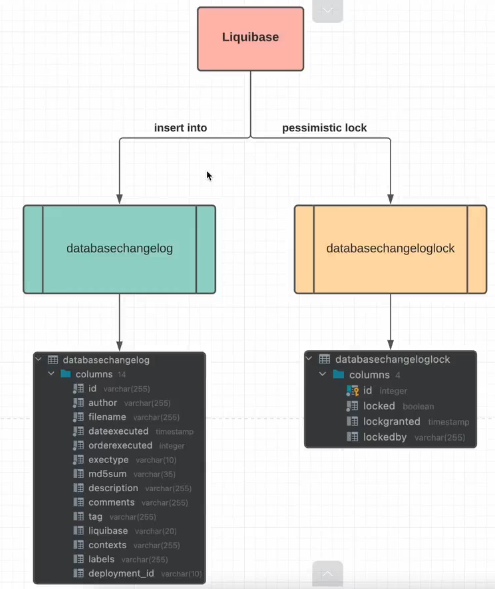 Liquibase
insert into
pessimistic lock
databasechangelog
databasechangeloglock
databasechangelog
columns 14
id varchar(255)
author varchar(255)
filename varchar(255)
dateexecuted timestamp
orderexecuted integer
exectype varchar(10)
md5sum varchar(35)
description varchar(255)
comments varchar(255)
tag varchar(255)
liquibase varchar(20)
contexts varchar(255)
labels varchar(255)
deployment_id varchar(10)
databasechangeloglock
columns 4
id integer
locked boolean
lockgranted timestamp
lockedby varchar(255)